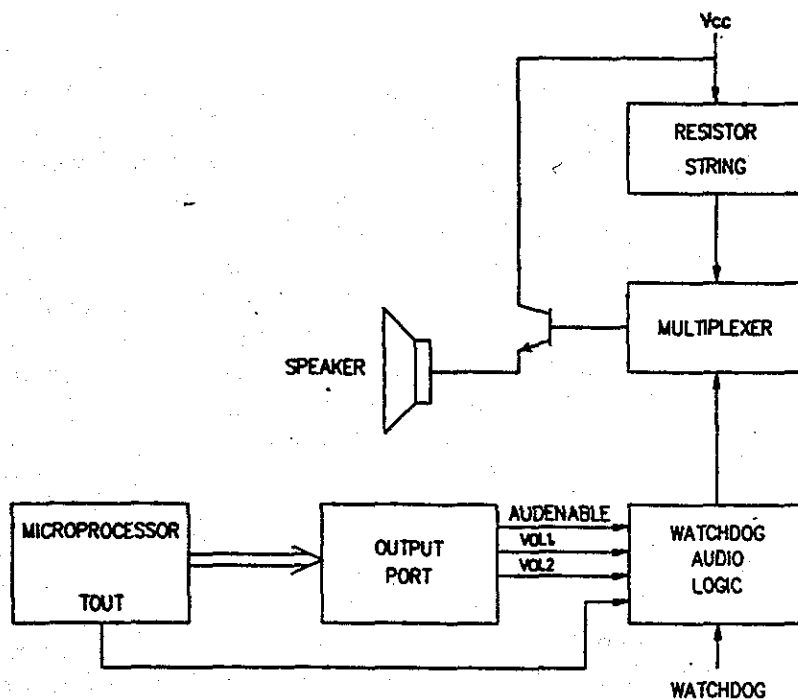 Vcc
RESISTOR
STRING
MULTIPLEXER
SPEAKER
MICROPROCESSOR
TOUT
OUTPUT
PORT
AUDENABLE
VOL1
VOL2
WATCHDOG
AUDIO
LOGIC
WATCHDOG